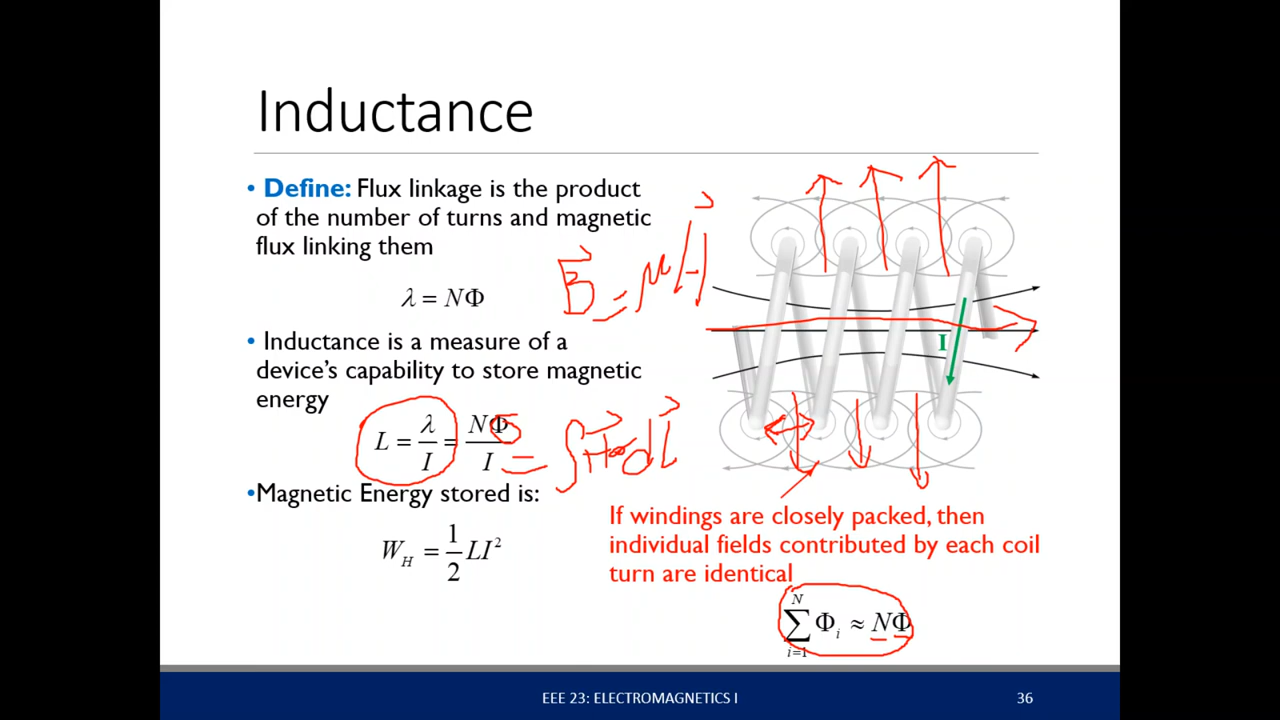 Inductance
• Define: Flux linkage is the product
of the number of turns and magnetic
flux linking them
λ = NΦ
B⃗ = μH⃗
• Inductance is a measure of a
device's capability to store magnetic
energy
L = λ/I = NΦ/I = ∫H⃗·dl⃗
•Magnetic Energy stored is:
W_H = 1/2 LI²
I
If windings are closely packed, then
individual fields contributed by each coil
turn are identical
∑_{i=1}^{N} Φ_i ≈ NΦ
EEE 23: ELECTROMAGNETICS I
36